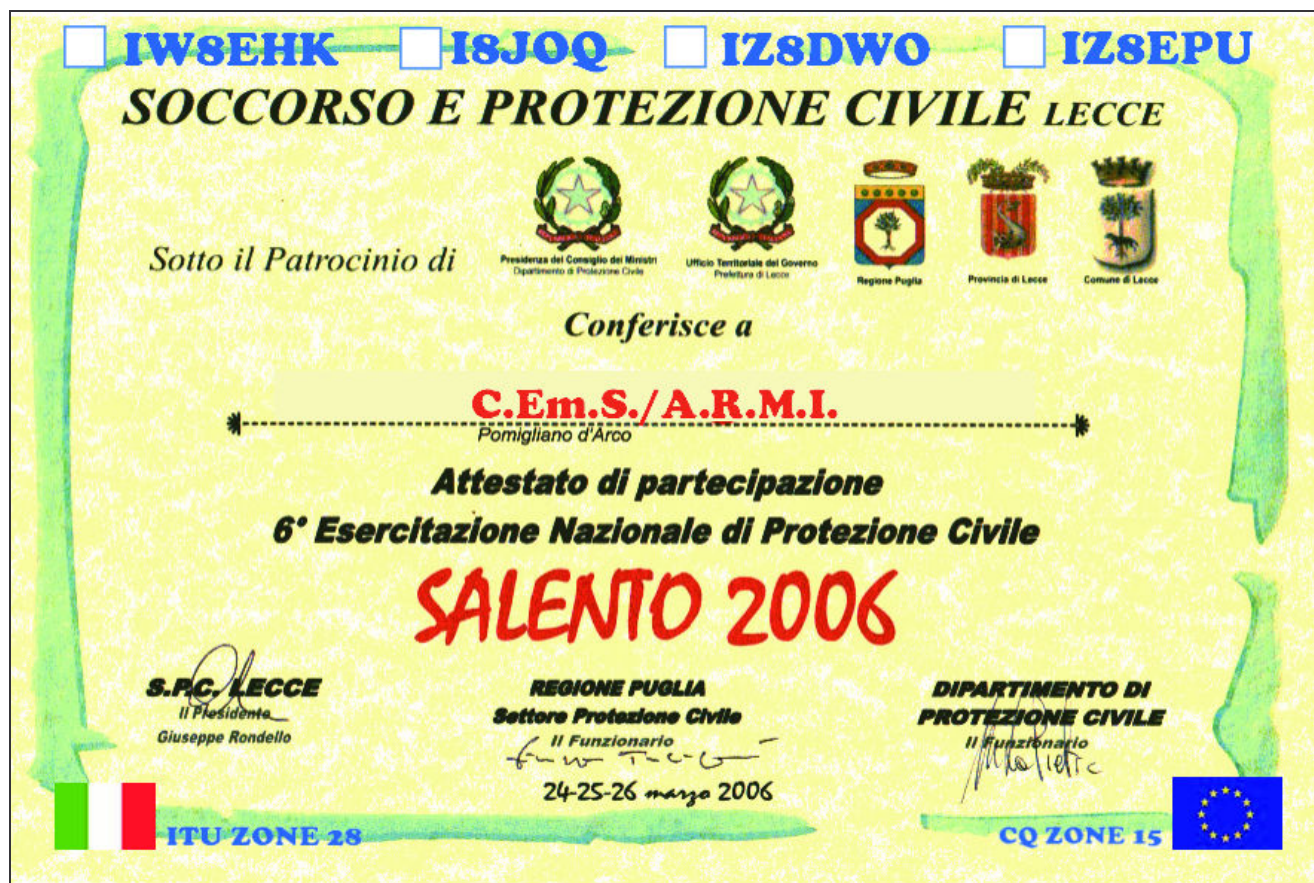 IW8EHK I8JOQ IZ8DWO IZ8EPU
SOCCORSO E PROTEZIONE CIVILE LECCE
Sotto il Patrocinio di
Presidenza del Consiglio dei Ministri
Dipartimento di Protezione Civile
Ufficio Territoriale del Governo
Prefettura di Lecce
Regione Puglia
Provincia di Lecce
Comune di Lecce
Conferisce a
C.Em.S./A.R.M.I.
Pomigliano d'Arco
Attestato di partecipazione
6° Esercitazione Nazionale di Protezione Civile
SALENTO 2006
S.P.C. LECCE
Il Presidente
Giuseppe Rondello
REGIONE PUGLIA
Settore Protezione Civile
Il Funzionario
DIPARTIMENTO DI
PROTEZIONE CIVILE
Il Funzionario
24-25-26 marzo 2006
ITU ZONE 28
CQ ZONE 15